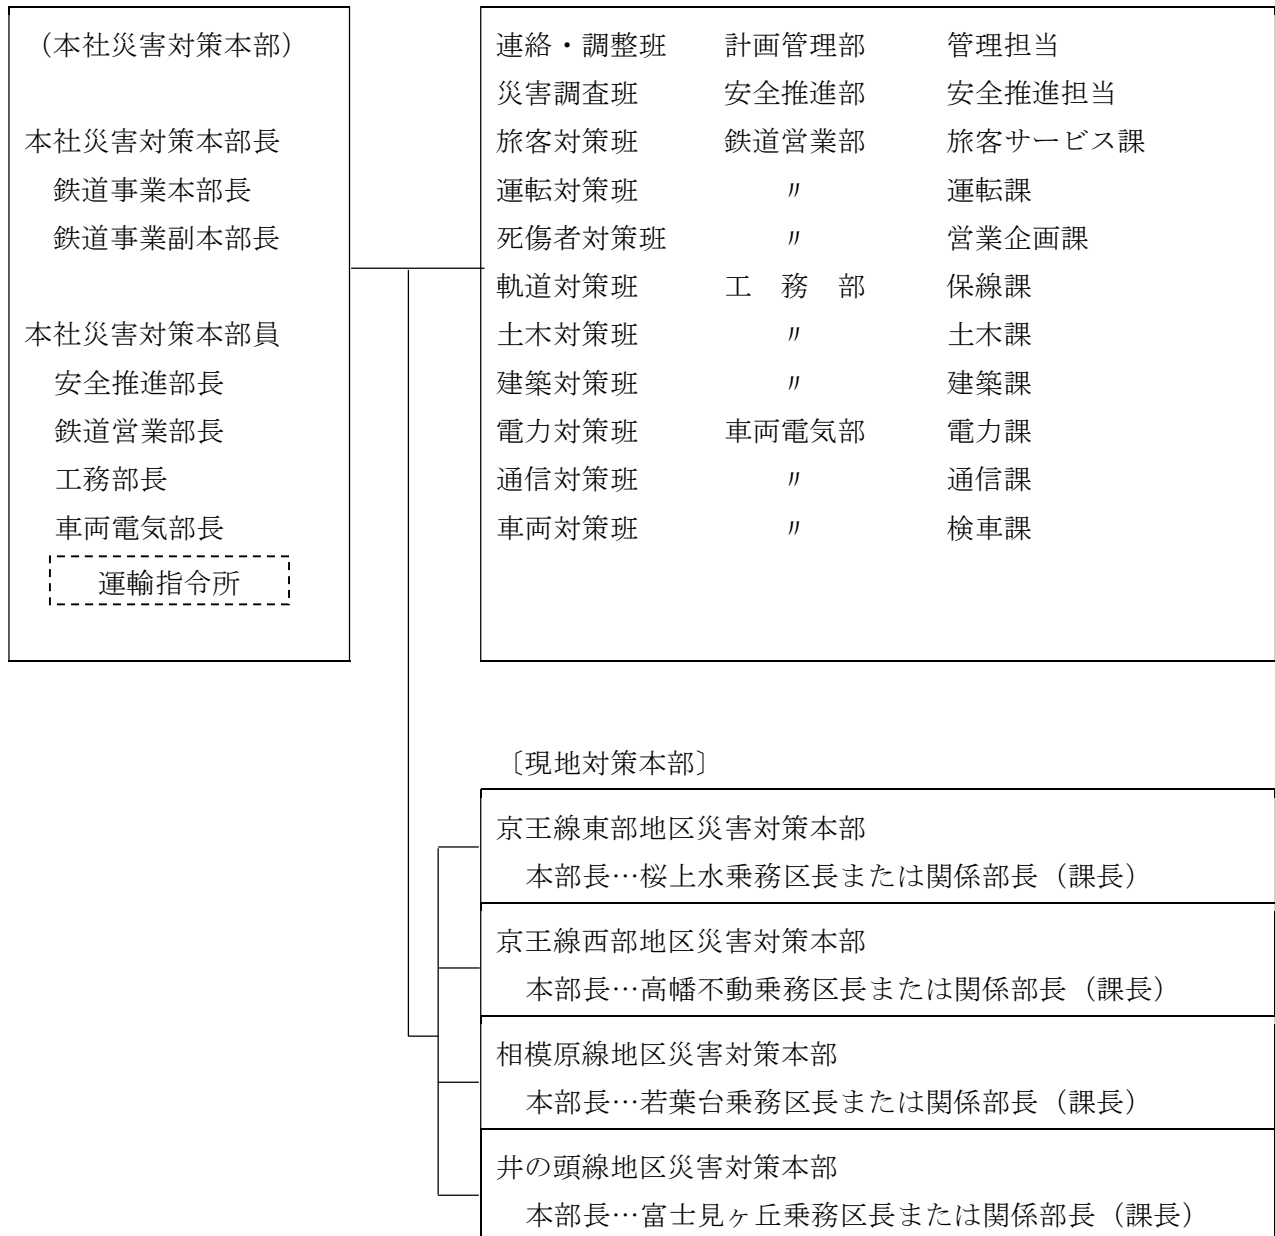 （本社災害対策本部）
本社災害対策本部長
鉄道事業本部長
鉄道事業副本部長
本社災害対策本部員
安全推進部長
鉄道営業部長
工務部長
車両電気部長
運輸指令所
連絡・調整班 計画管理部 管理担当
災害調査班 安全推進部 安全推進担当
旅客対策班 鉄道営業部 旅客サービス課
運転対策班 〃 運転課
死傷者対策班 〃 営業企画課
軌道対策班 工 務 部 保線課
土木対策班 〃 土木課
建築対策班 〃 建築課
電力対策班 車両電気部 電力課
通信対策班 〃 通信課
車両対策班 〃 検車課
〔現地対策本部〕
京王線東部地区災害対策本部
本部長…桜上水乗務区長または関係部長（課長）
京王線西部地区災害対策本部
本部長…高幡不動乗務区長または関係部長（課長）
相模原線地区災害対策本部
本部長…若葉台乗務区長または関係部長（課長）
井の頭線地区災害対策本部
本部長…富士見ヶ丘乗務区長または関係部長（課長）